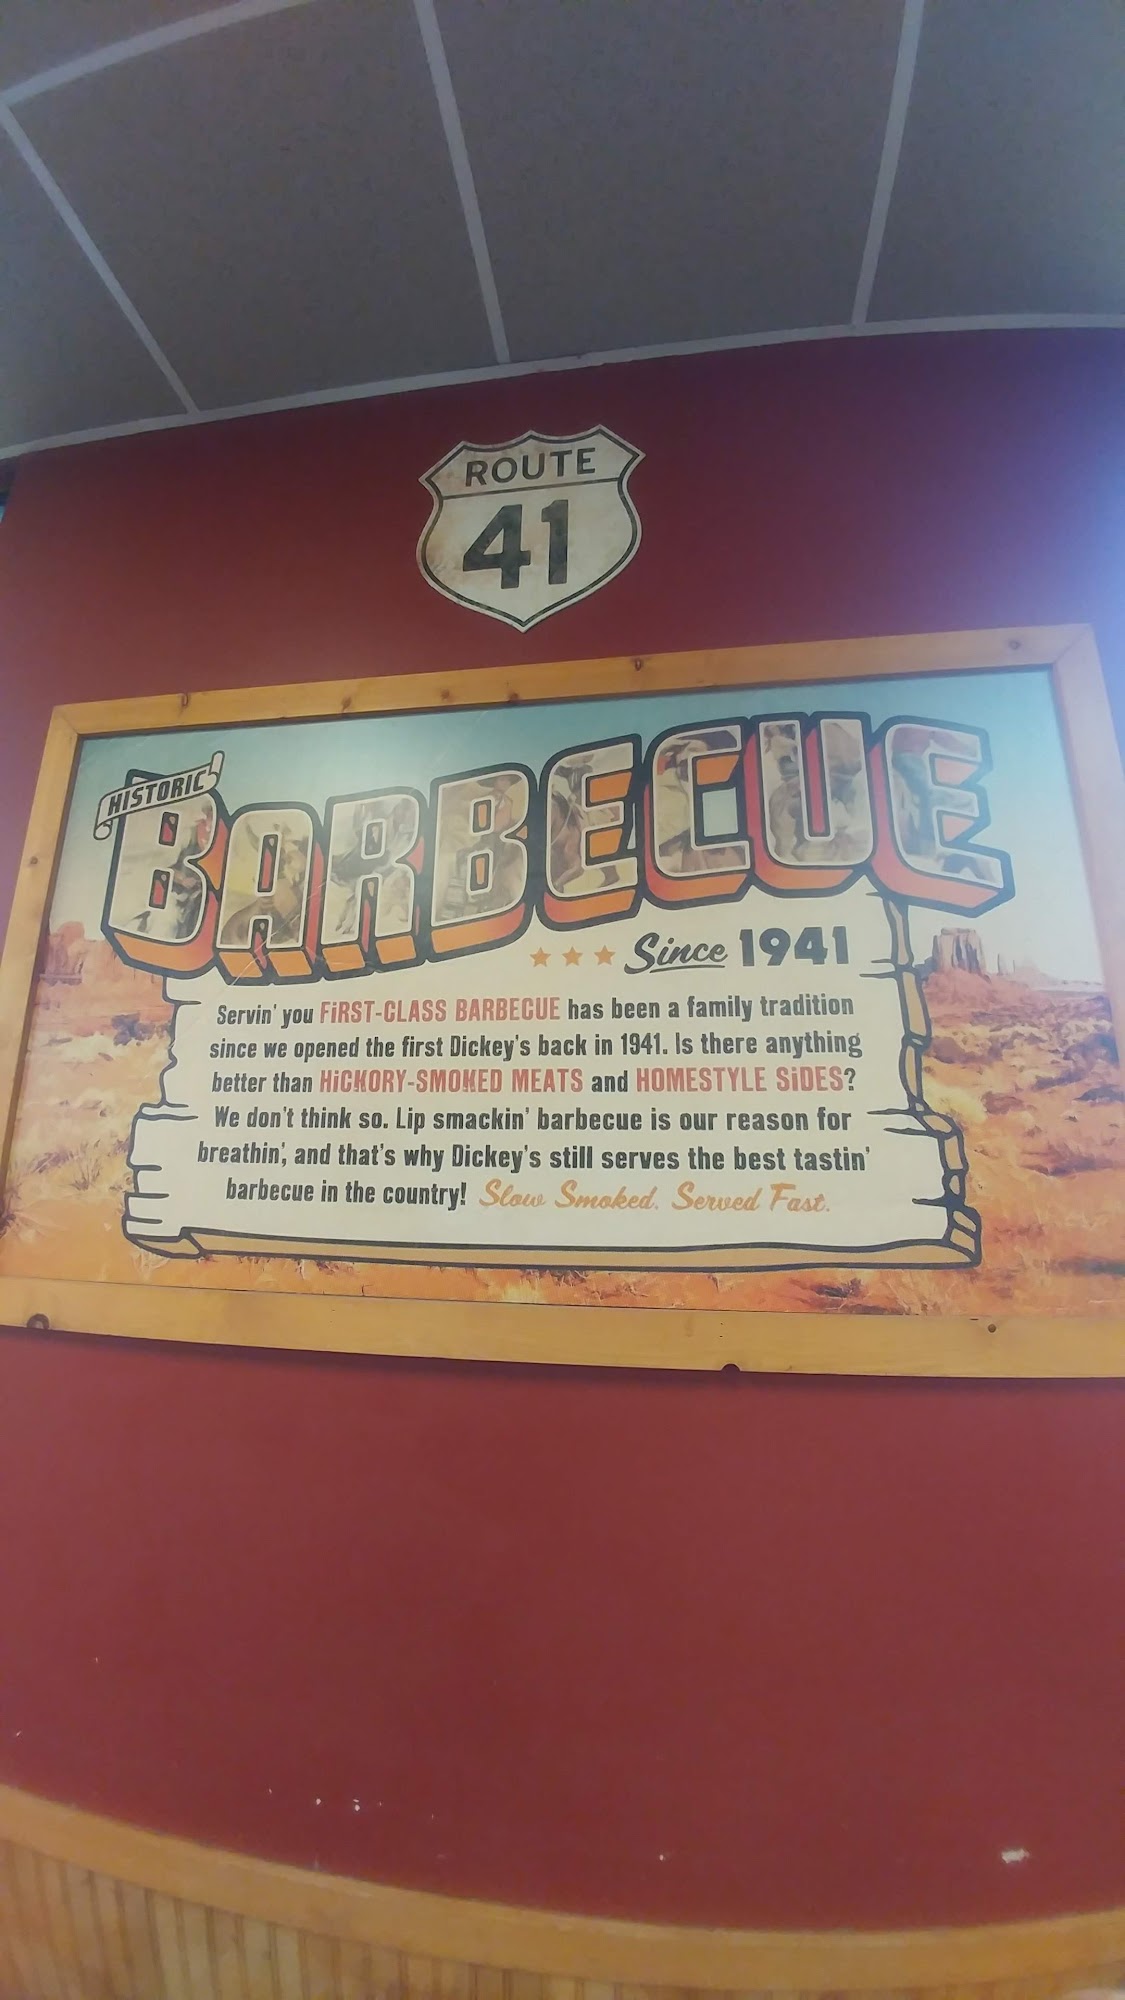 ROUTE
41
HISTORIC
BARBECUE
Since 1941
Servin' you FiRST-CLASS BARBECUE has been a family tradition
since we opened the first Dickey's back in 1941. Is there anything
better than HiCKORY-SMOKED MEATS and HOMESTYLE SiDES?
We don't think so. Lip smackin' barbecue is our reason for
breathin', and that's why Dickey's still serves the best tastin'
barbecue in the country! Slow Smoked. Served Fast.